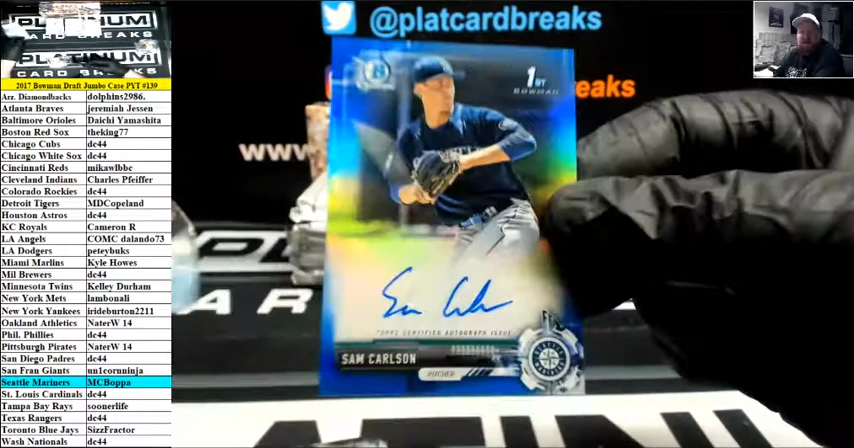 PLATINUM
CARD BREAKS
2017 Bowman Draft Jumbo Case PYT #139
Arz. Diamondbacks dolphins2986.
Atlanta Braves jeremiah Jessen
Baltimore Orioles Daichi Yamashita
Boston Red Sox theking77
Chicago Cubs dc44
Chicago White Sox dc44
Cincinnati Reds mikawlbbc
Cleveland Indians Charles Pfeiffer
Colorado Rockies dc44
Detroit Tigers MDCopeland
Houston Astros dc44
KC Royals Cameron R
LA Angels COMC dalando73
LA Dodgers peteybuks
Miami Marlins Kyle Howes
Mil Brewers dc44
Minnesota Twins Kelley Durham
New York Mets lambonali
New York Yankees irideburton2211
Oakland Athletics NaterW 14
Phil. Phillies dc44
Pittsburgh Pirates NaterW 14
San Diego Padres dc44
San Fran Giants un1cornninja
Seattle Mariners MCBoppa
St. Louis Cardinals dc44
Tampa Bay Rays soonerlife
Texas Rangers dc44
Toronto Blue Jays SizzFractor
Wash Nationals dc44
@platcardbreaks
1ST
BOWMAN
eaks
www
TOPPS CERTIFIED AUTOGRAPH ISSUE
SAM CARLSON
PITCHER